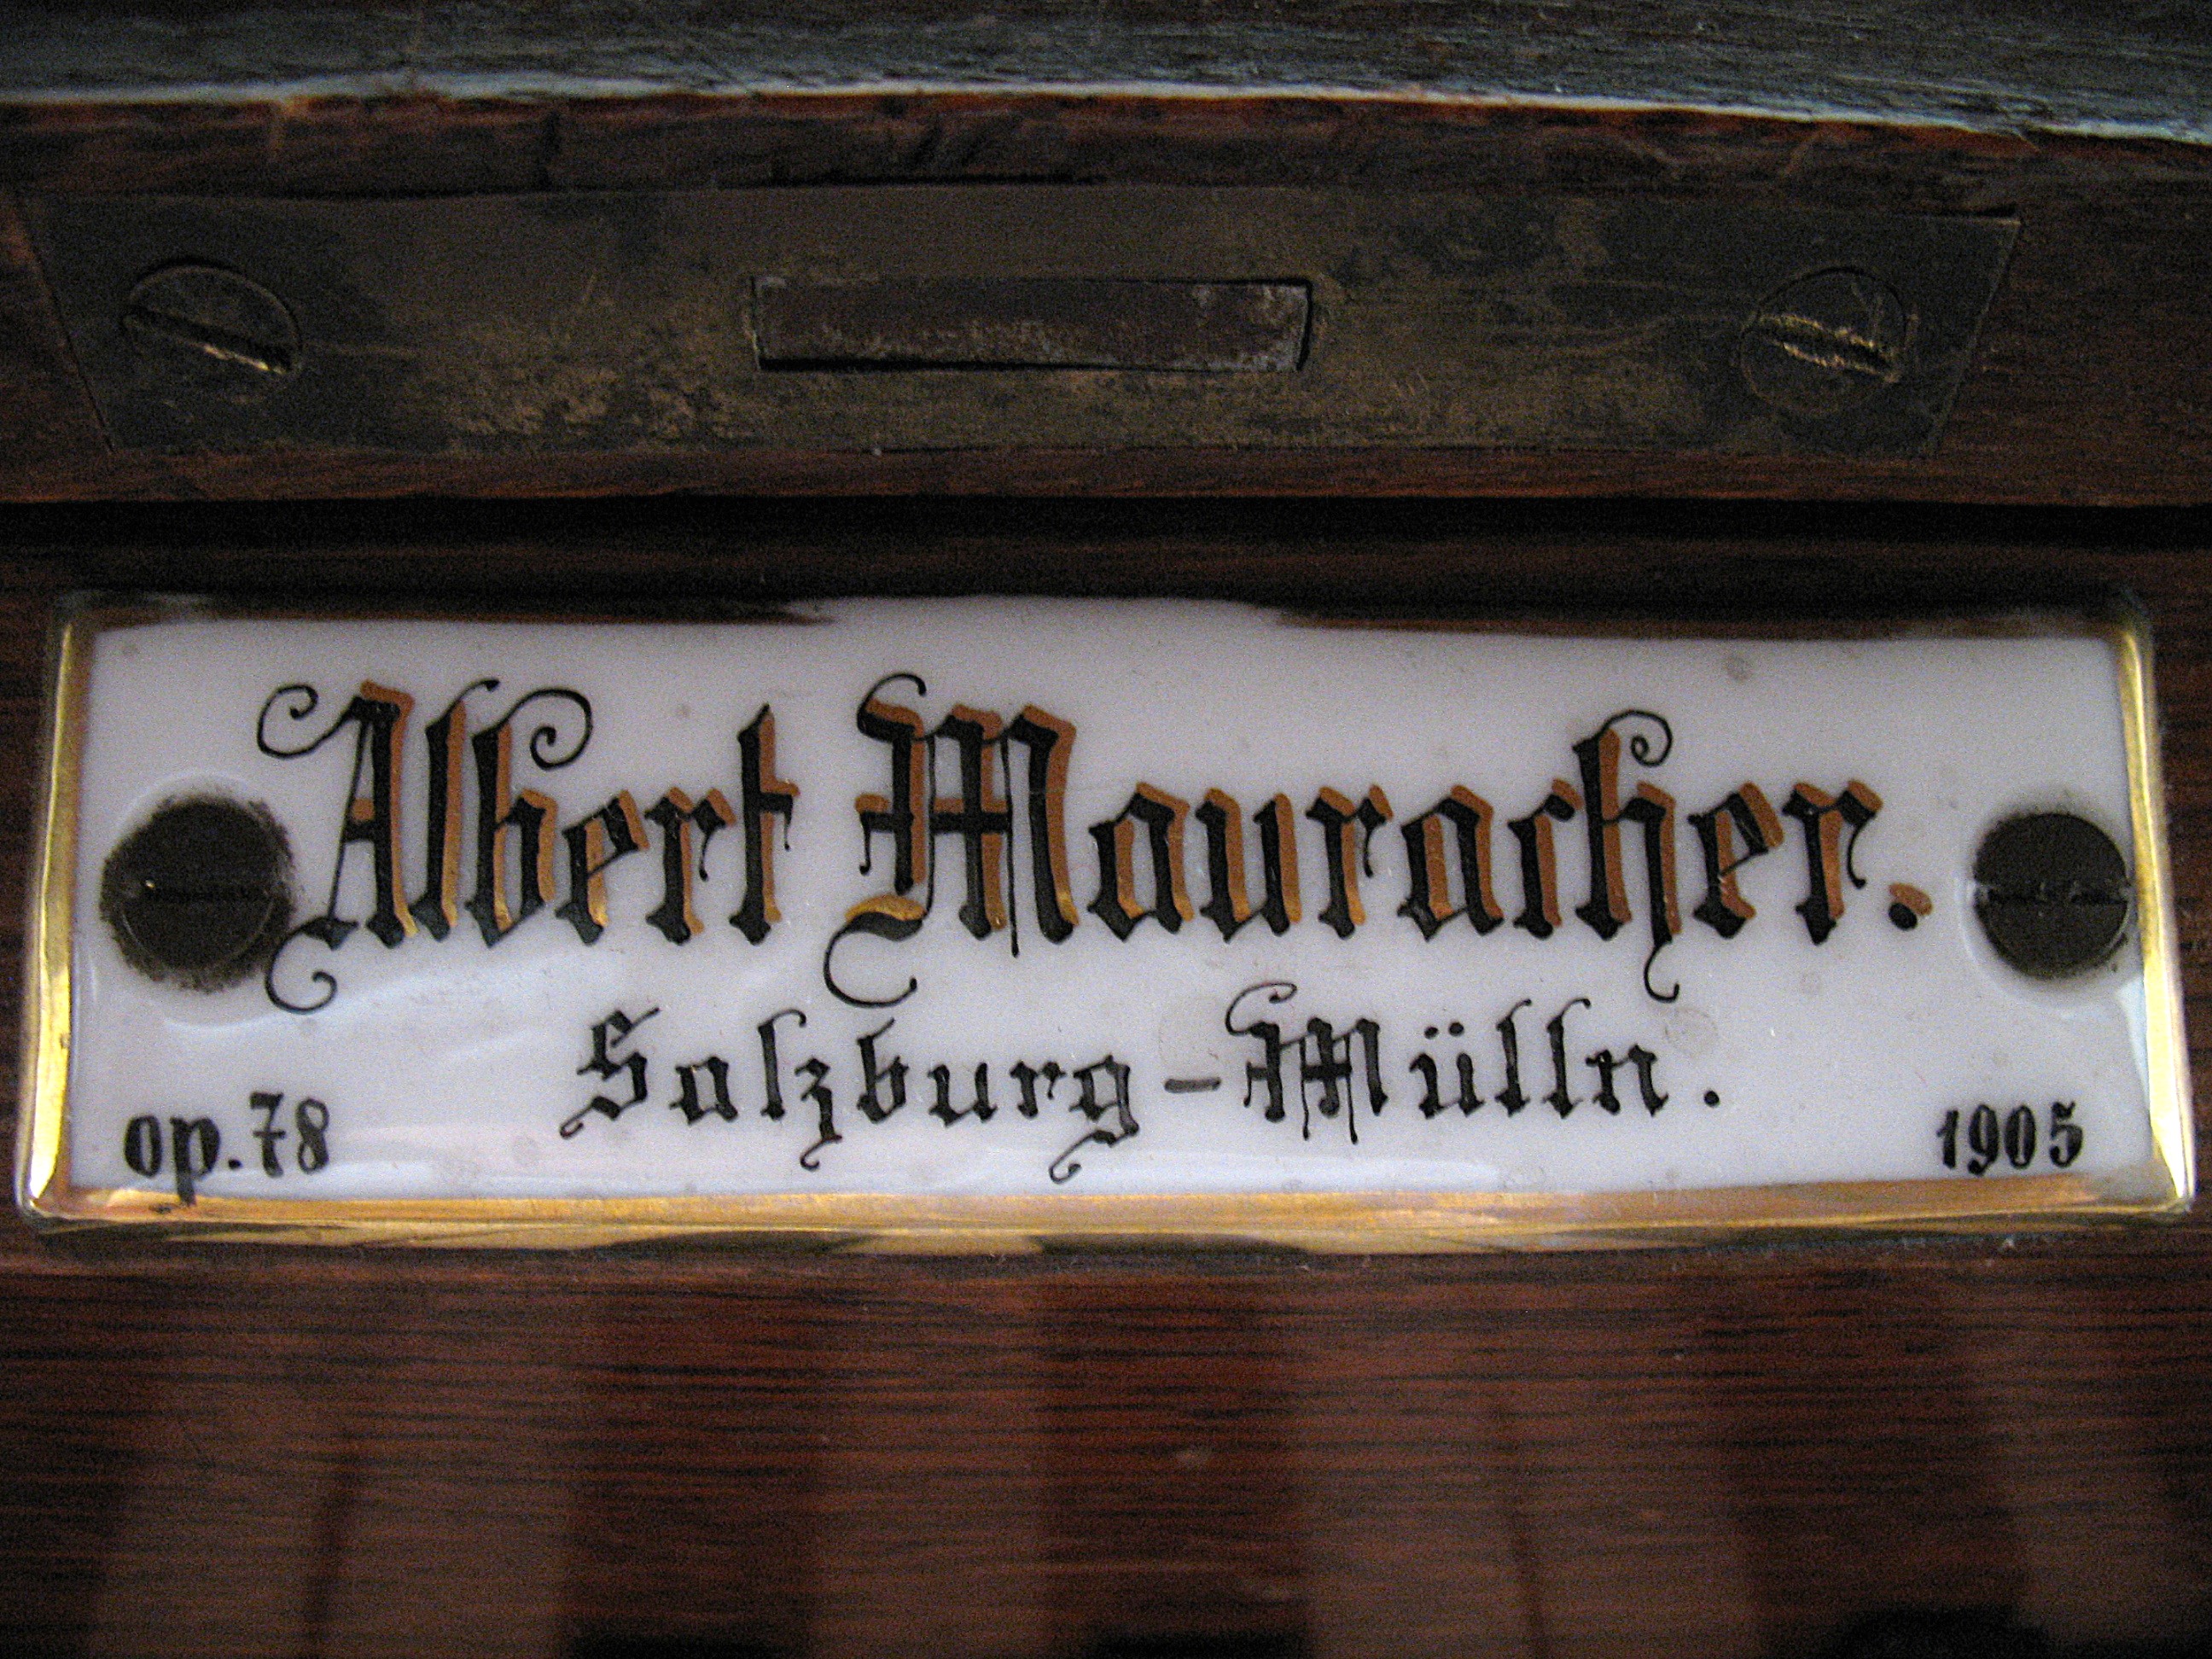 Albert Mauracher.
Salzburg-Mülln.
op.78
1905